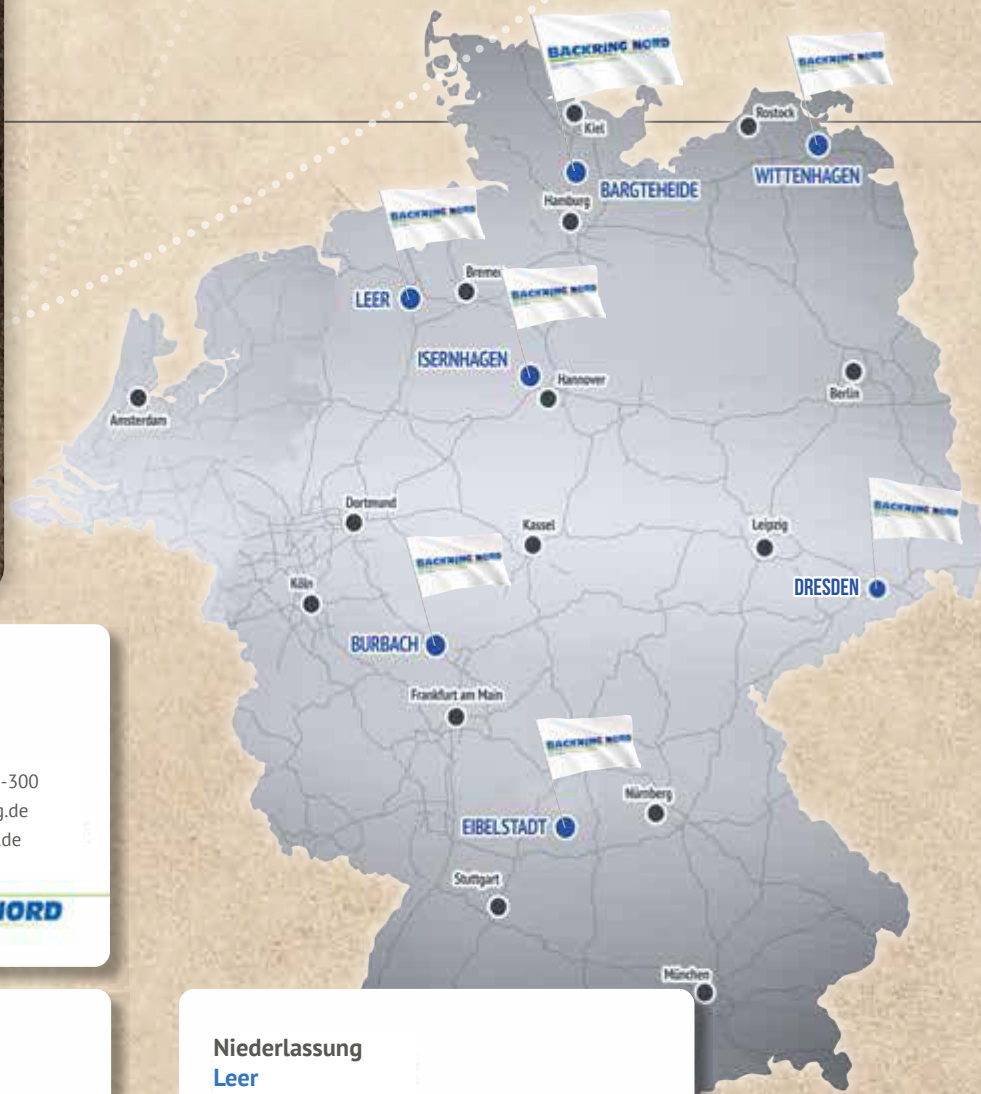 BACKRING NORD
BACKRING NORD
Kiel
Rostock
WITTENHAGEN
BARGTEHEIDE
Hamburg
BACKRING NORD
LEER
Breme
BACKRING NORD
ISERNHAGEN
Hannover
Berlin
Amsterdam
Dortmund
Kassel
Leipzig
BACKRING NORD
BACKRING NORD
DRESDEN
Köln
BURBACH
Frankfurt am Main
BACKRING NORD
Nürnberg
EIBELSTADT
Stuttgart
München
-300
g.de
.de
NORD
Niederlassung
Leer